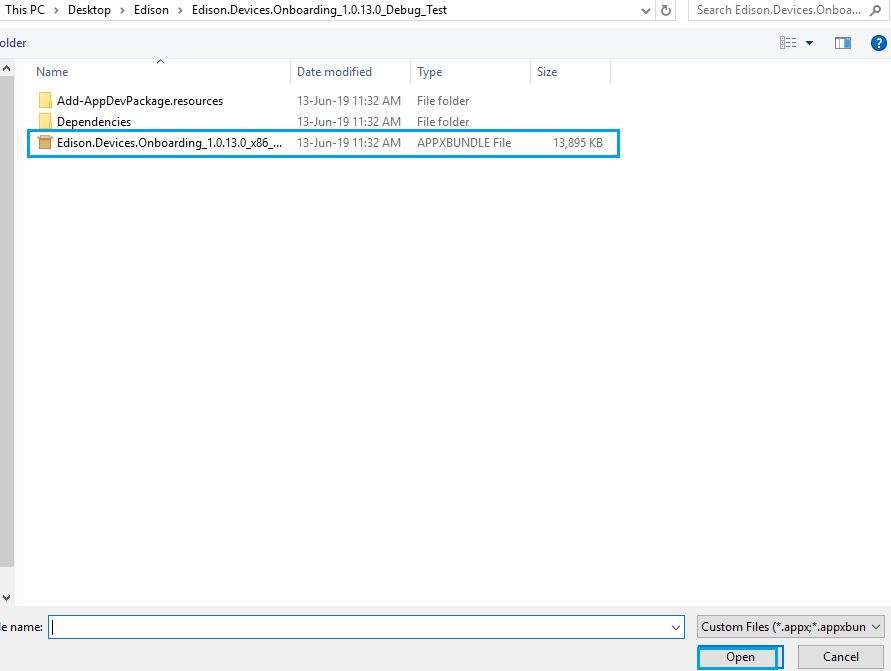 This PC > Desktop > Edison > Edison.Devices.Onboarding_1.0.13.0_Debug_Test Search Edison.Devices.Onboa...
older
Name Date modified Type Size
Add-AppDevPackage.resources 13-Jun-19 11:32 AM File folder
Dependencies 13-Jun-19 11:32 AM File folder
Edison.Devices.Onboarding_1.0.13.0_x86_... 13-Jun-19 11:32 AM APPXBUNDLE File 13,895 KB
le name: Custom Files (*.appx;*.appxbun
Open Cancel